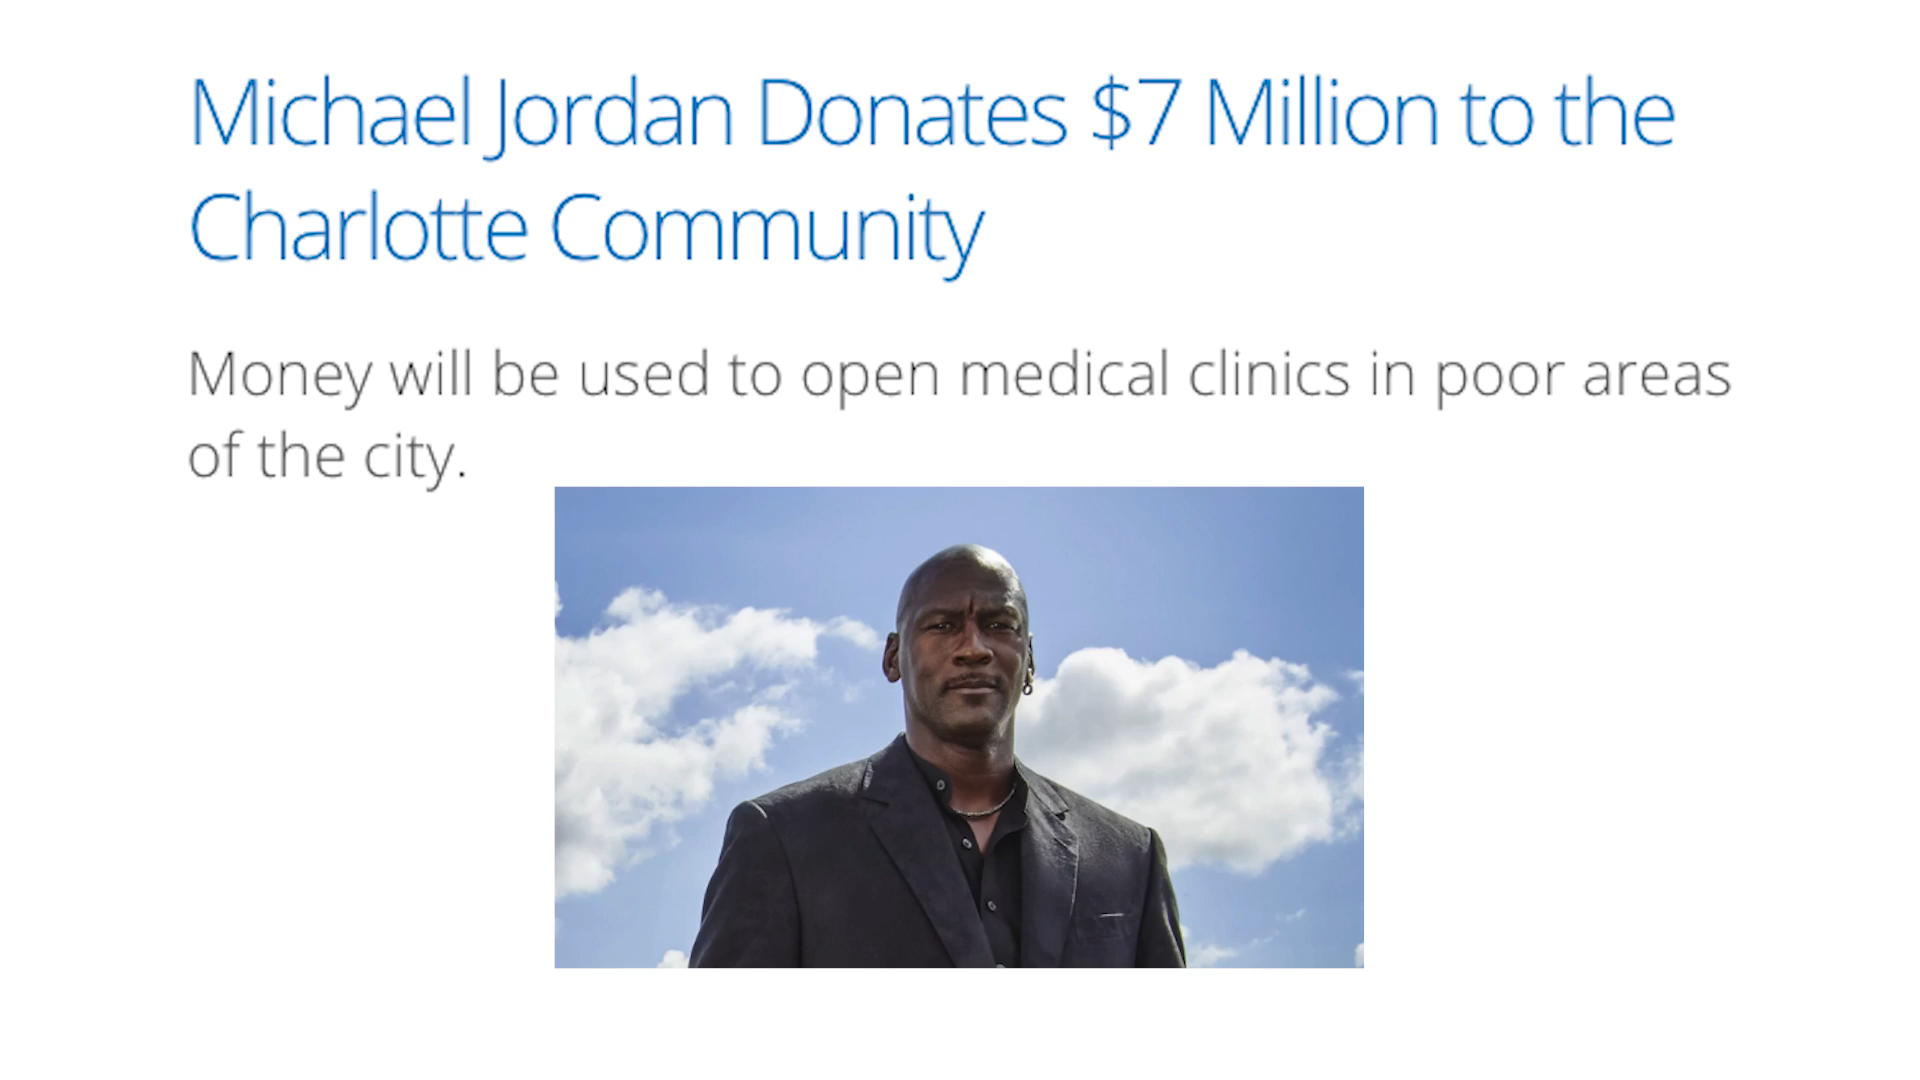 Michael Jordan Donates $7 Million to the
Charlotte Community
Money will be used to open medical clinics in poor areas
of the city.